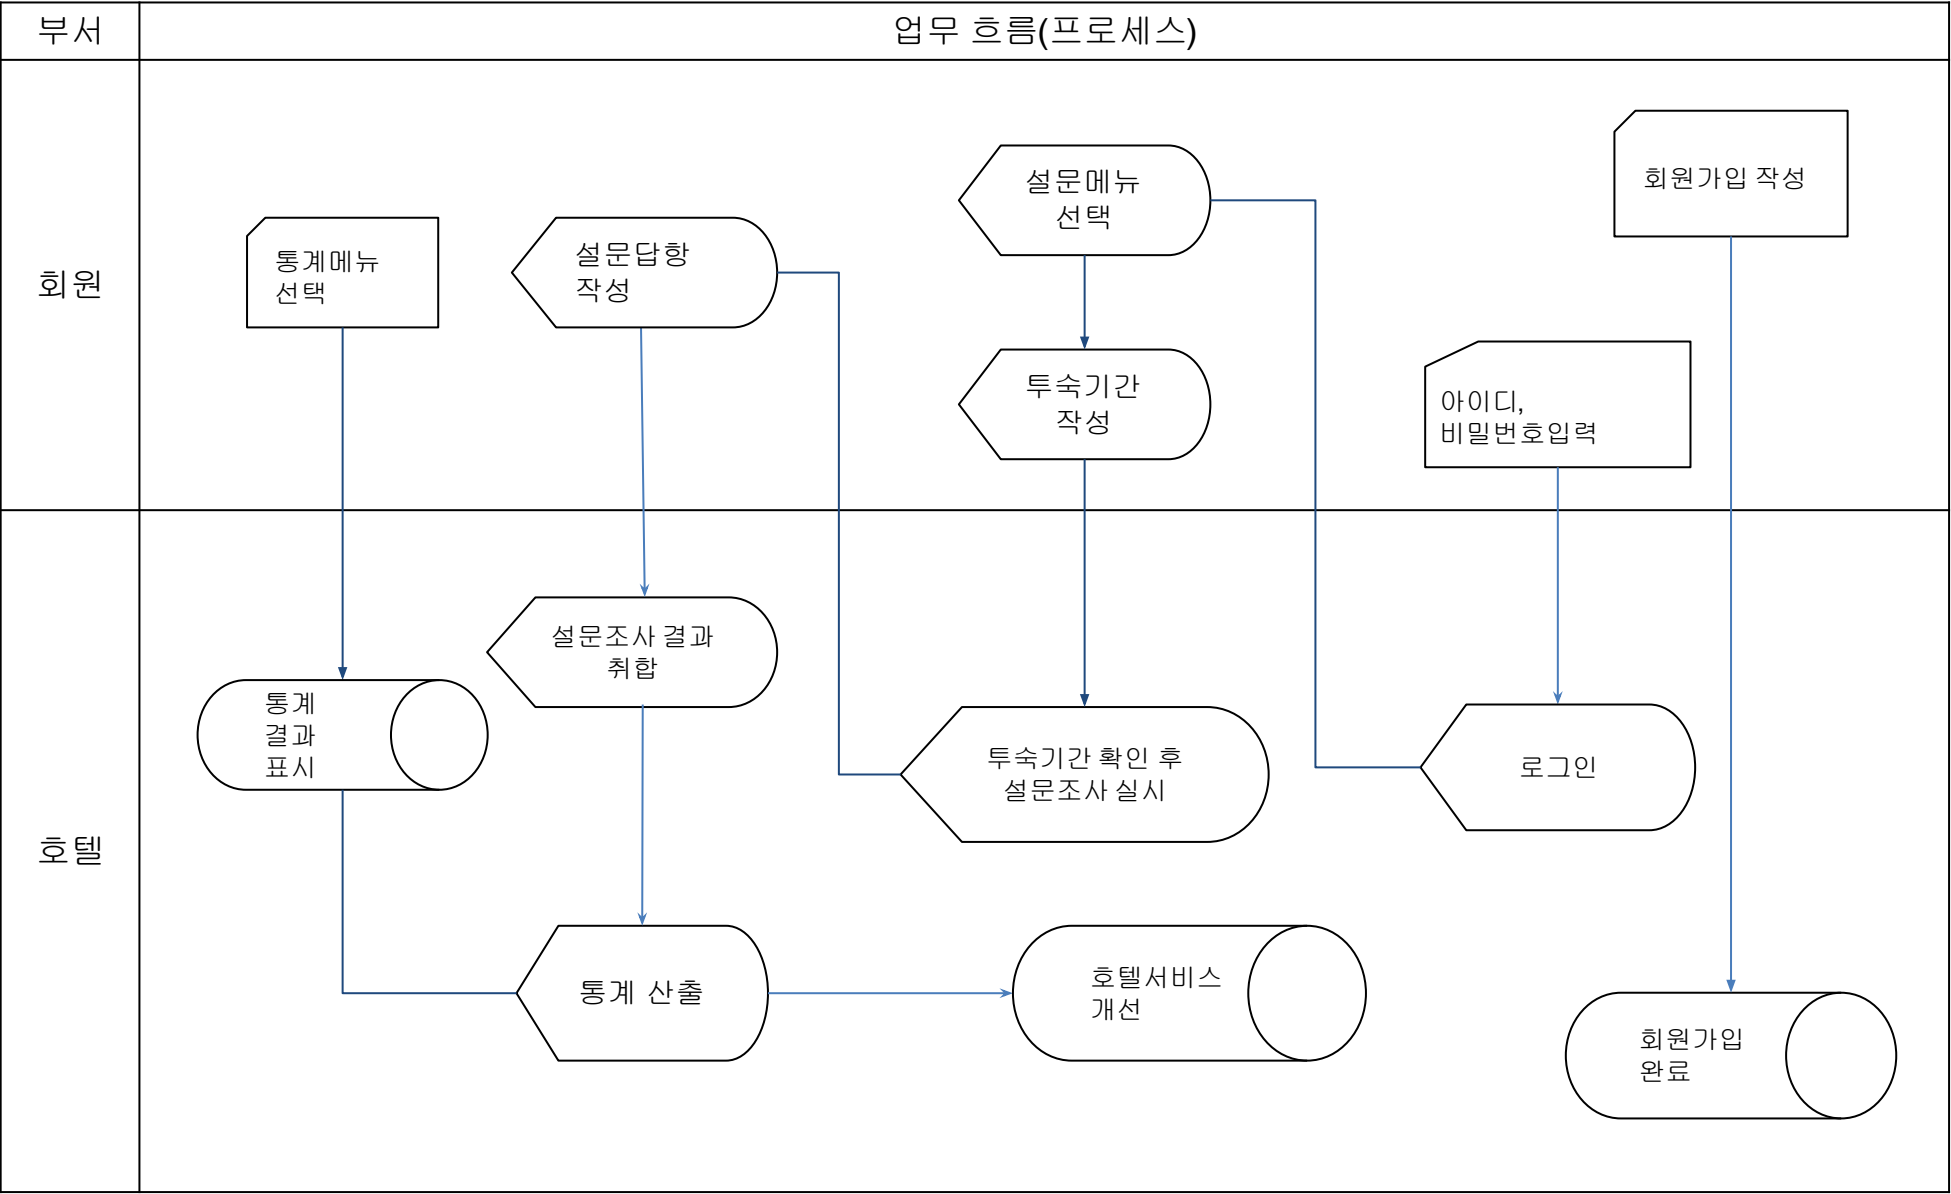 부서
업무 흐름(프로세스)
회원
회원가입 작성
설문메뉴
선택
통계메뉴
선택
설문답항
작성
투숙기간
작성
아이디,
비밀번호입력
호텔
설문조사 결과
취합
통계
결과
표시
투숙기간 확인 후
설문조사 실시
로그인
통계 산출
호텔서비스
개선
회원가입
완료